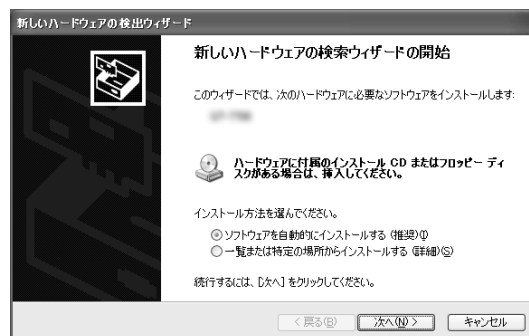 新しいハードウェアの検出ウィザード
新しいハードウェアの検索ウィザードの開始
このウィザードでは、次のハードウェアに必要なソフトウェアをインストールします:
ハードウェアに付属のインストール CD またはフロッピー ディ
スクがある場合は、挿入してください。
インストール方法を選んでください。
ソフトウェアを自動的にインストールする (推奨)(I)
一覧または特定の場所からインストールする (詳細)(S)
続行するには、[次へ] をクリックしてください。
< 戻る(B) 次へ(N) > キャンセル